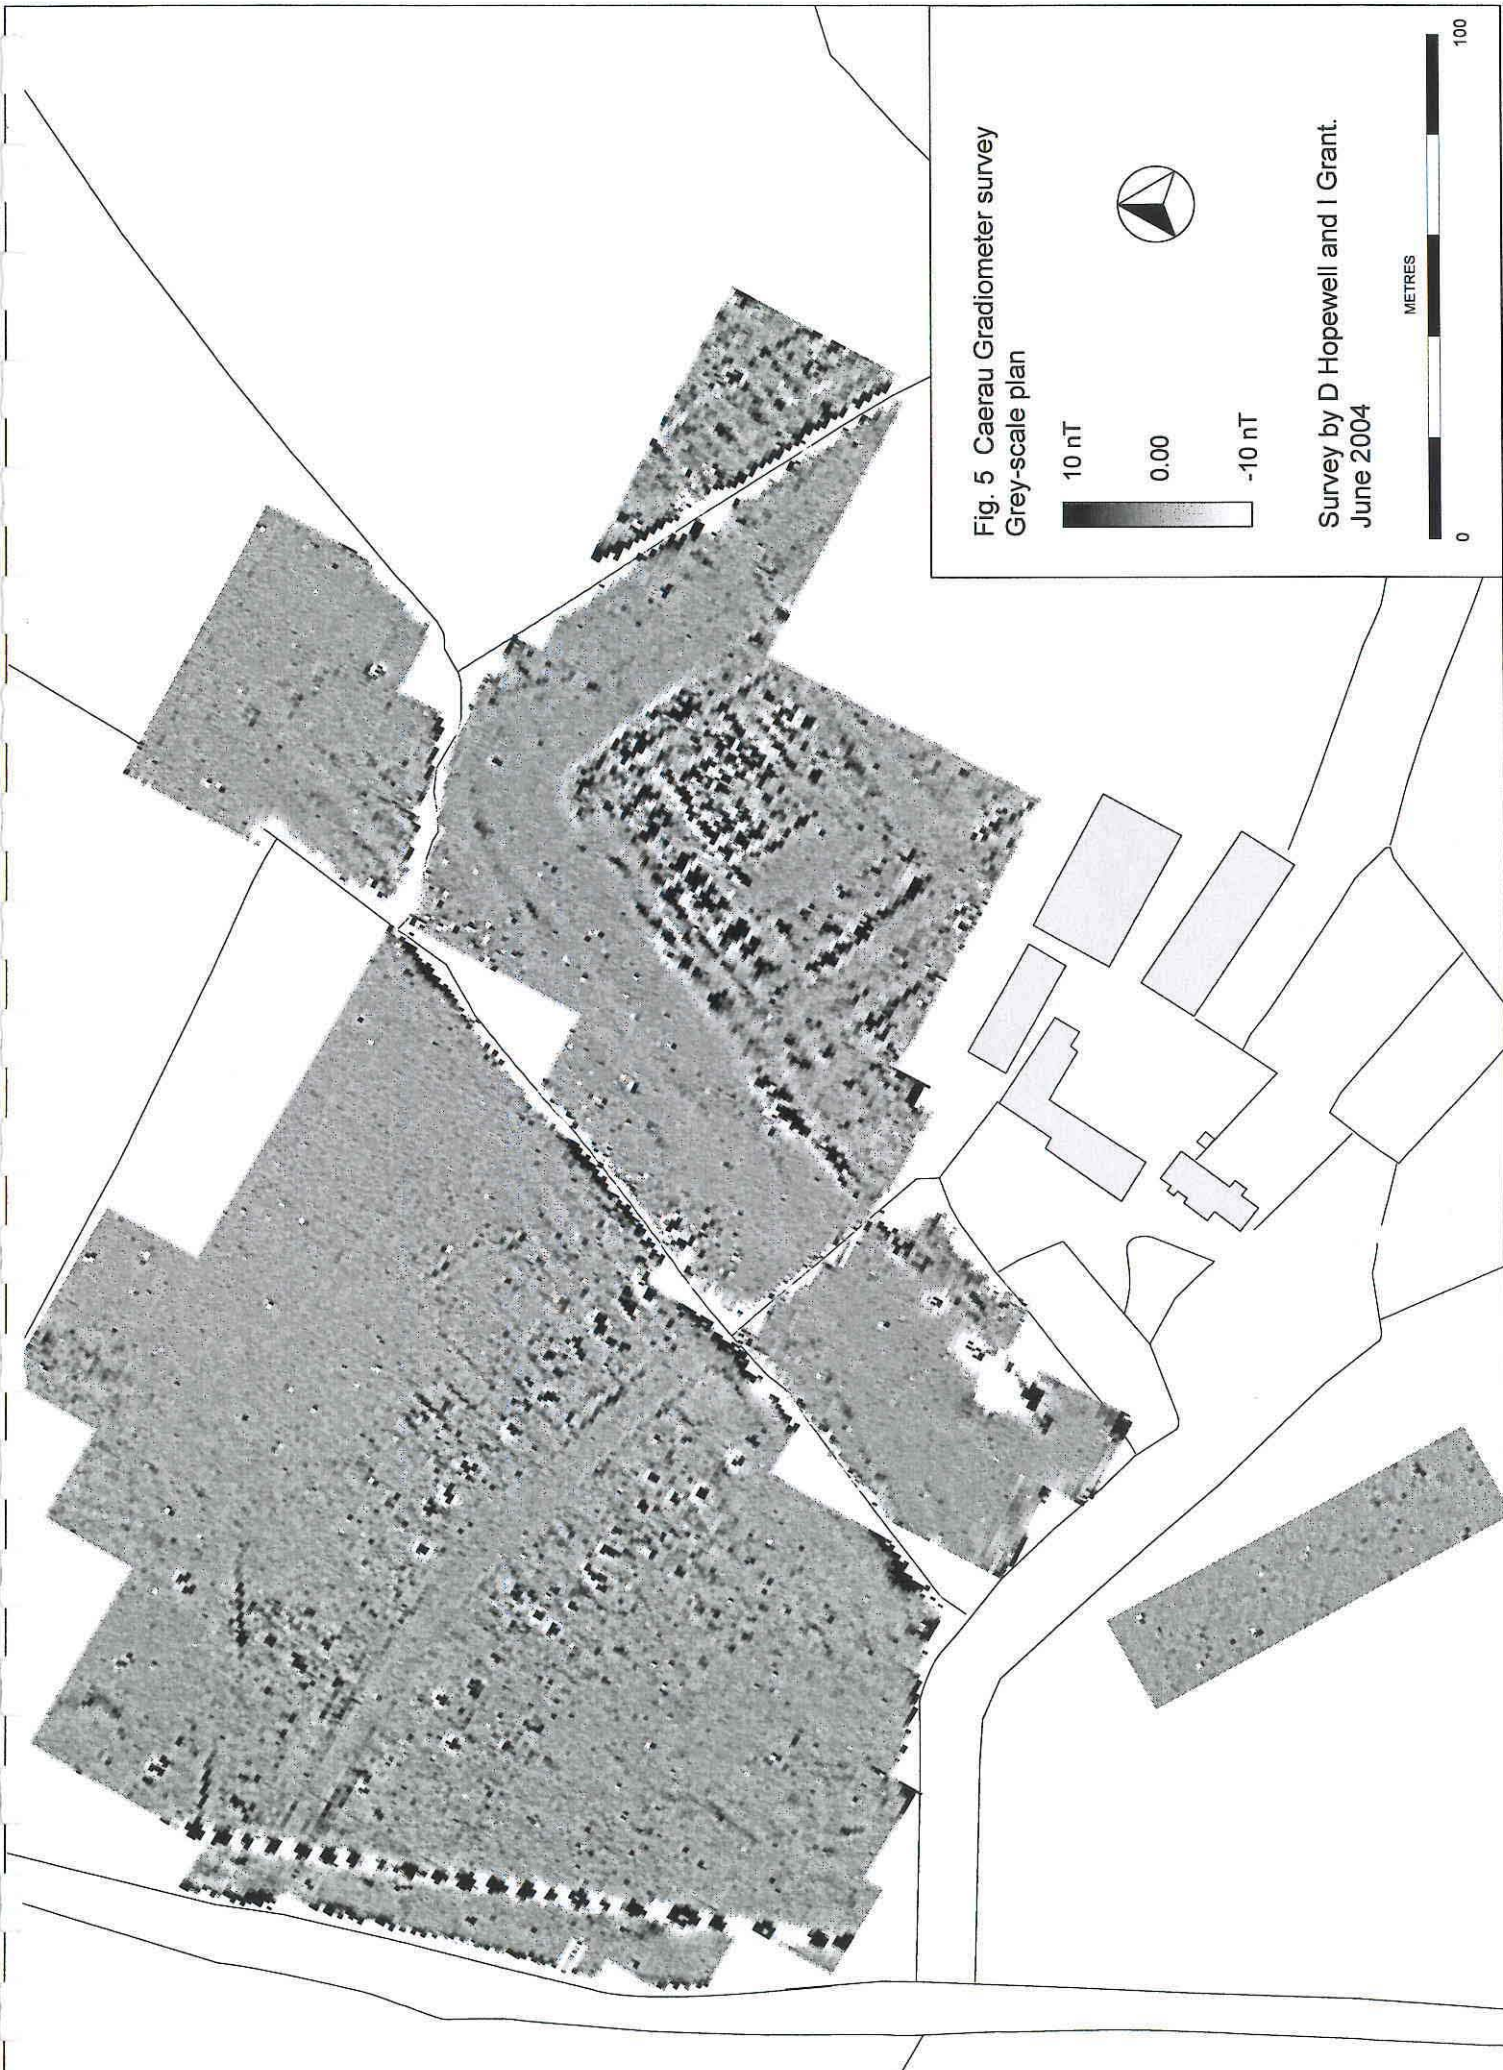 Fig. 5 Caerau Gradiometer survey
Grey-scale plan
10 nT
0.00
-10 nT
Survey by D Hopewell and I Grant.
June 2004
METRES
0
100